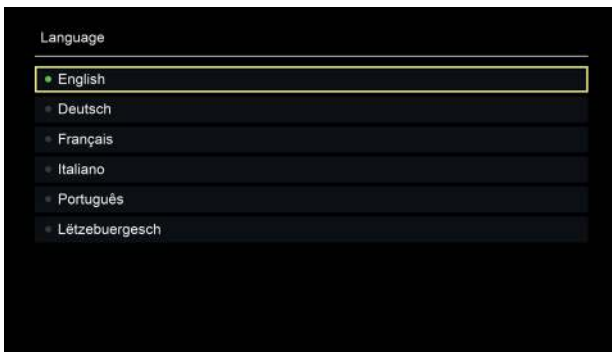 Language
English
Deutsch
Français
Italiano
Português
Lëtzebuergesch